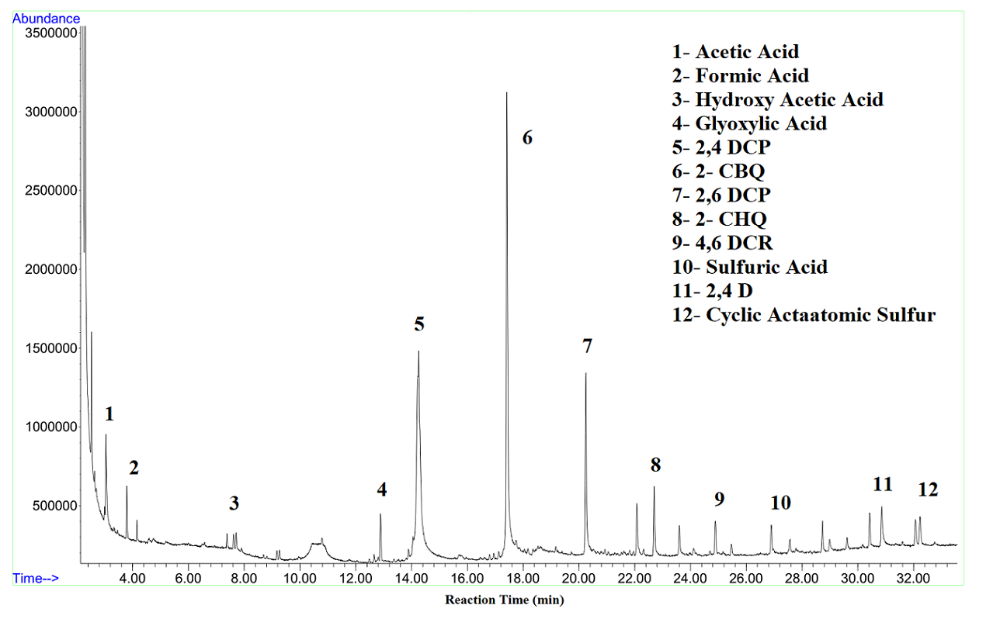 Abundance
3500000
3000000
2500000
2000000
1500000
1000000
500000
1- Acetic Acid
2- Formic Acid
3- Hydroxy Acetic Acid
4- Glyoxylic Acid
5- 2,4 DCP
6- 2- CBQ
7- 2,6 DCP
8- 2- CHQ
9- 4,6 DCR
10- Sulfuric Acid
11- 2,4 D
12- Cyclic Actaatomic Sulfur
1
2
3
4
5
6
7
8
9
10
11
12
Time-->
4.00 6.00 8.00 10.00 12.00 14.00 16.00 18.00 20.00 22.00 24.00 26.00 28.00 30.00 32.00
Reaction Time (min)